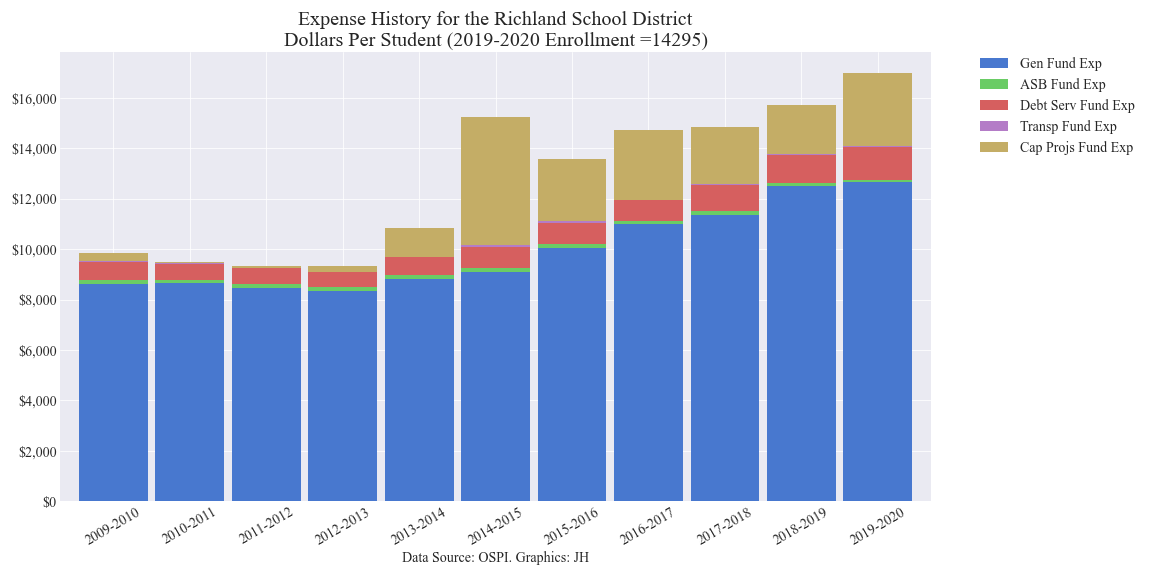 Expense History for the Richland School District
Dollars Per Student (2019-2020 Enrollment =14295)
Gen Fund Exp
ASB Fund Exp
Debt Serv Fund Exp
Transp Fund Exp
Cap Projs Fund Exp
$16,000
$14,000
$12,000
$10,000
$8,000
$6,000
$4,000
$2,000
$0
2009-2010
2010-2011
2011-2012
2012-2013
2013-2014
2014-2015
2015-2016
2016-2017
2017-2018
2018-2019
2019-2020
Data Source: OSPI. Graphics: JH